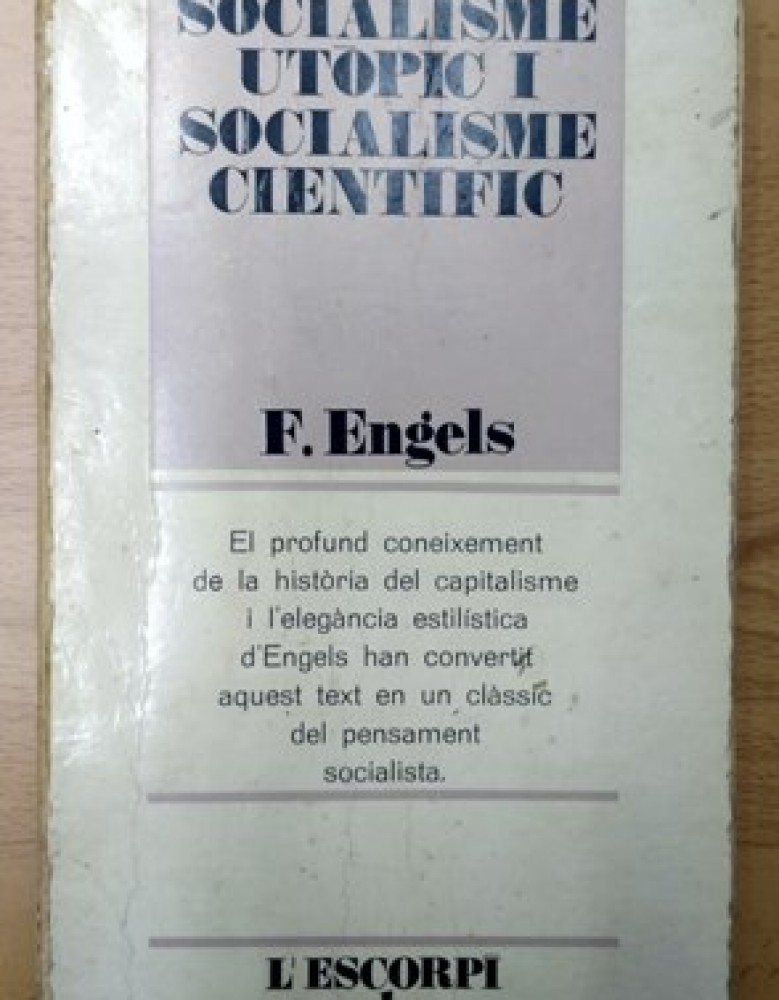 SOCIALISME
UTÒPIC I
SOCIALISME
CIENTIFIC
F. Engels
El profund coneixement
de la història del capitalisme
i l'elegància estilística
d'Engels han convertit
aquest text en un clàssic
del pensament
socialista.
L'ESCORPI